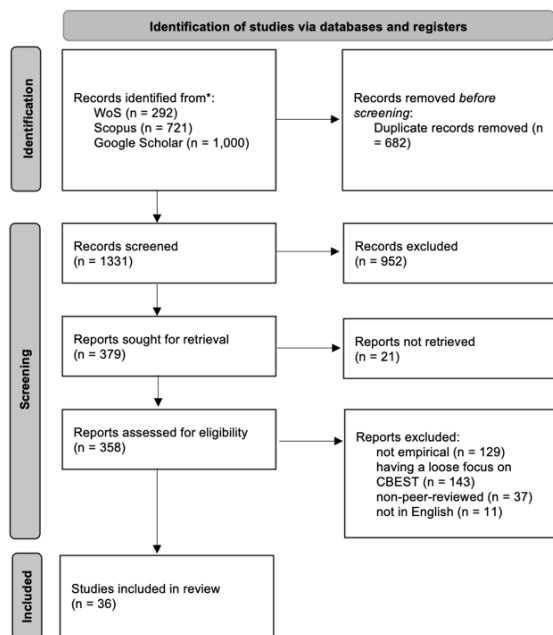 Identification of studies via databases and registers
Identification
Records identified from*:
WoS (n = 292)
Scopus (n = 721)
Google Scholar (n = 1,000)
Records removed before
screening:
Duplicate records removed (n
= 682)
Screening
Records screened
(n = 1331)
Records excluded
(n = 952)
Reports sought for retrieval
(n = 379)
Reports not retrieved
(n = 21)
Reports assessed for eligibility
(n = 358)
Reports excluded:
not empirical (n = 129)
having a loose focus on
CBEST (n = 143)
non-peer-reviewed (n = 37)
not in English (n = 11)
Included
Studies included in review
(n = 36)